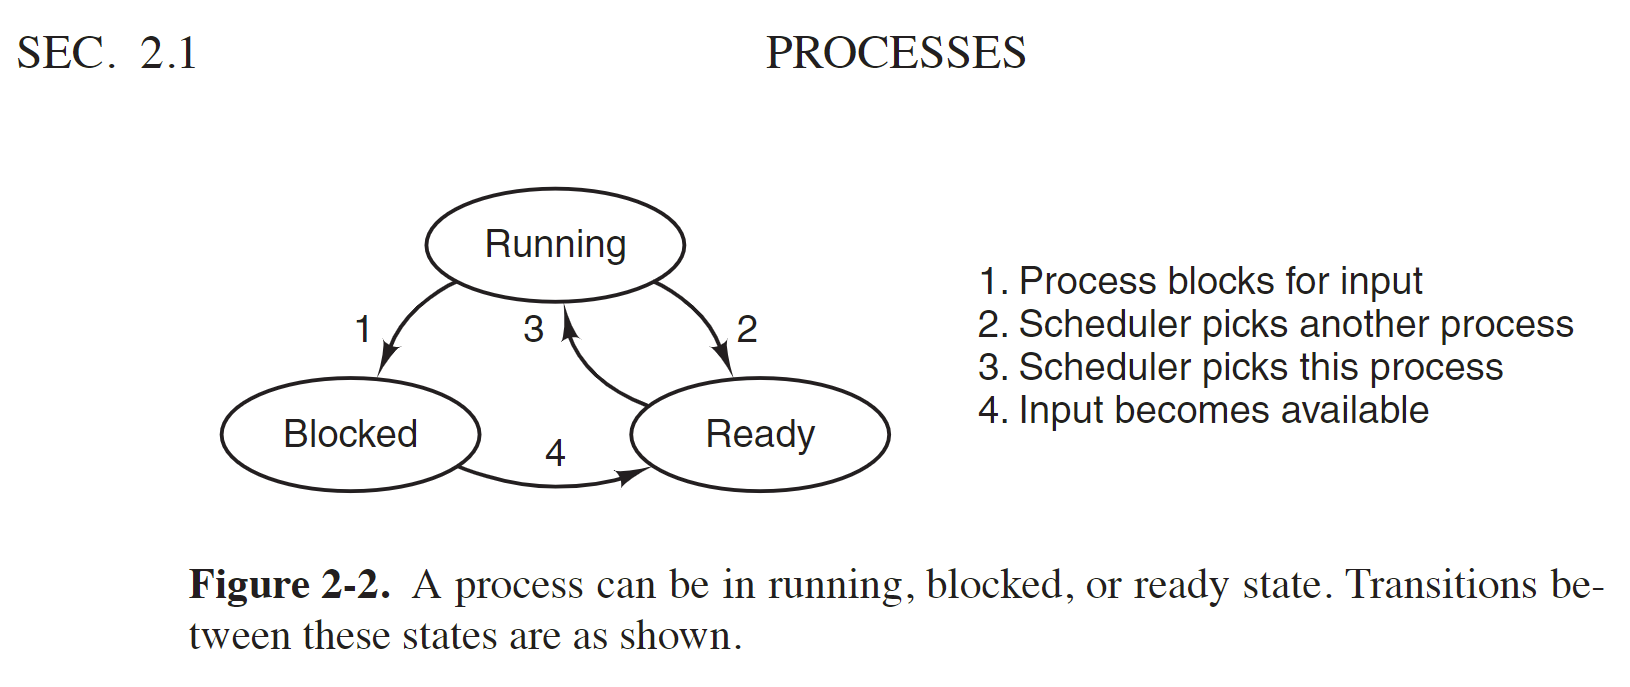 SEC. 2.1 PROCESSES
Running
1
3
2
Blocked
4
Ready
1. Process blocks for input
2. Scheduler picks another process
3. Scheduler picks this process
4. Input becomes available
Figure 2-2. A process can be in running, blocked, or ready state. Transitions be-
tween these states are as shown.